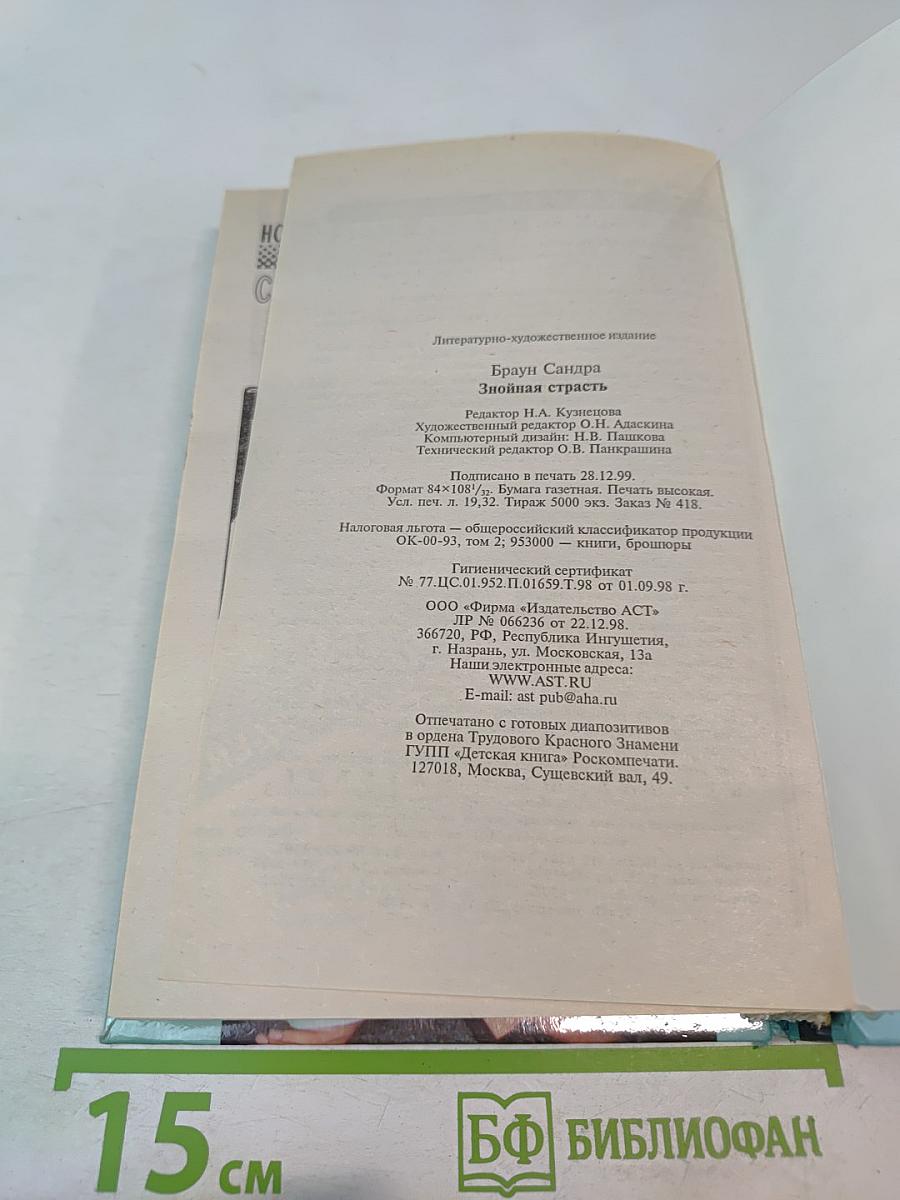 НО
С
Литературно-художественное издание
Браун Сандра
Знойная страсть
Редактор Н.А. Кузнецова
Художественный редактор О.Н. Адаскина
Компьютерный дизайн: Н.В. Пашкова
Технический редактор О.В. Панкрашина
Подписано в печать 28.12.99.
Формат 84×108¹/₃₂. Бумага газетная. Печать высокая.
Усл. печ. л. 19,32. Тираж 5000 экз. Заказ № 418.
Налоговая льгота — общероссийский классификатор продукции
ОК-00-93, том 2; 953000 — книги, брошюры
Гигиенический сертификат
№ 77.ЦС.01.952.П.01659.Т.98 от 01.09.98 г.
ООО «Фирма «Издательство АСТ»
ЛР № 066236 от 22.12.98.
366720, РФ, Республика Ингушетия,
г. Назрань, ул. Московская, 13а
Наши электронные адреса:
WWW.AST.RU
E-mail: ast pub@aha.ru
Отпечатано с готовых диапозитивов
в ордена Трудового Красного Знамени
ГУПП «Детская книга» Роскомпечати.
127018, Москва, Сущевский вал, 49.
15 см
БФ БИБЛИОФАН